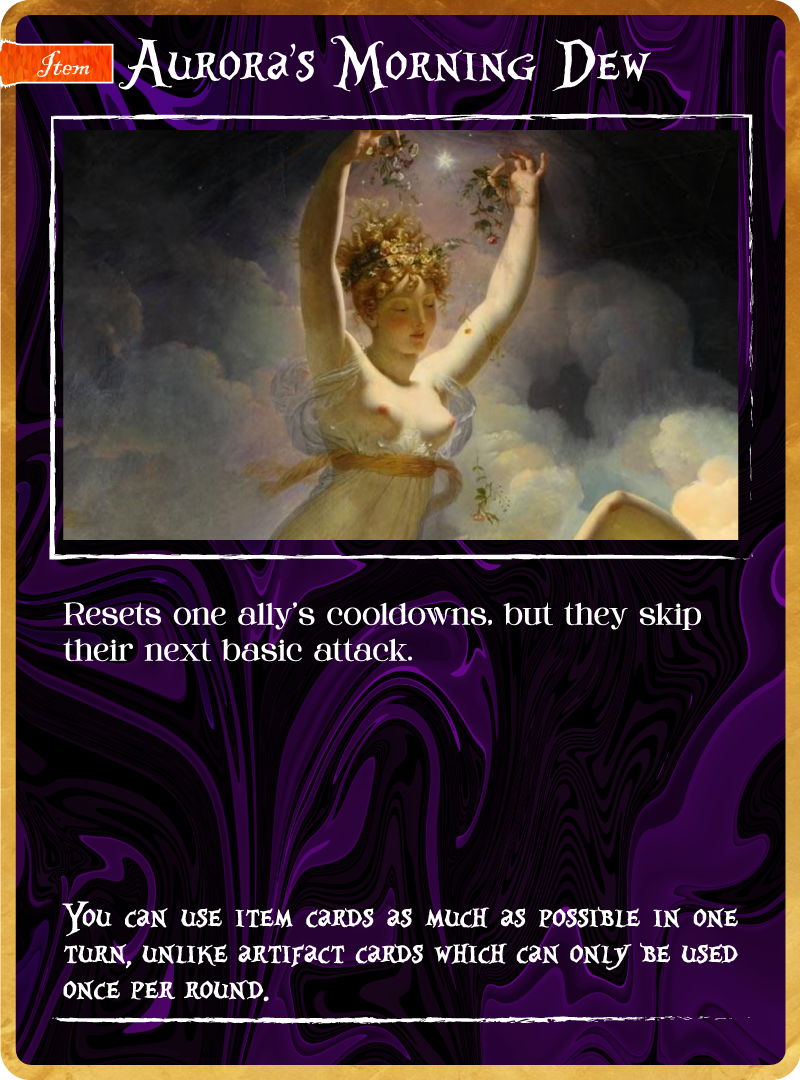 Item
Aurora's Morning Dew
Resets one ally's cooldowns, but they skip
their next basic attack.
You can use item cards as much as possible in one
turn, unlike artifact cards which can only be used
once per round.